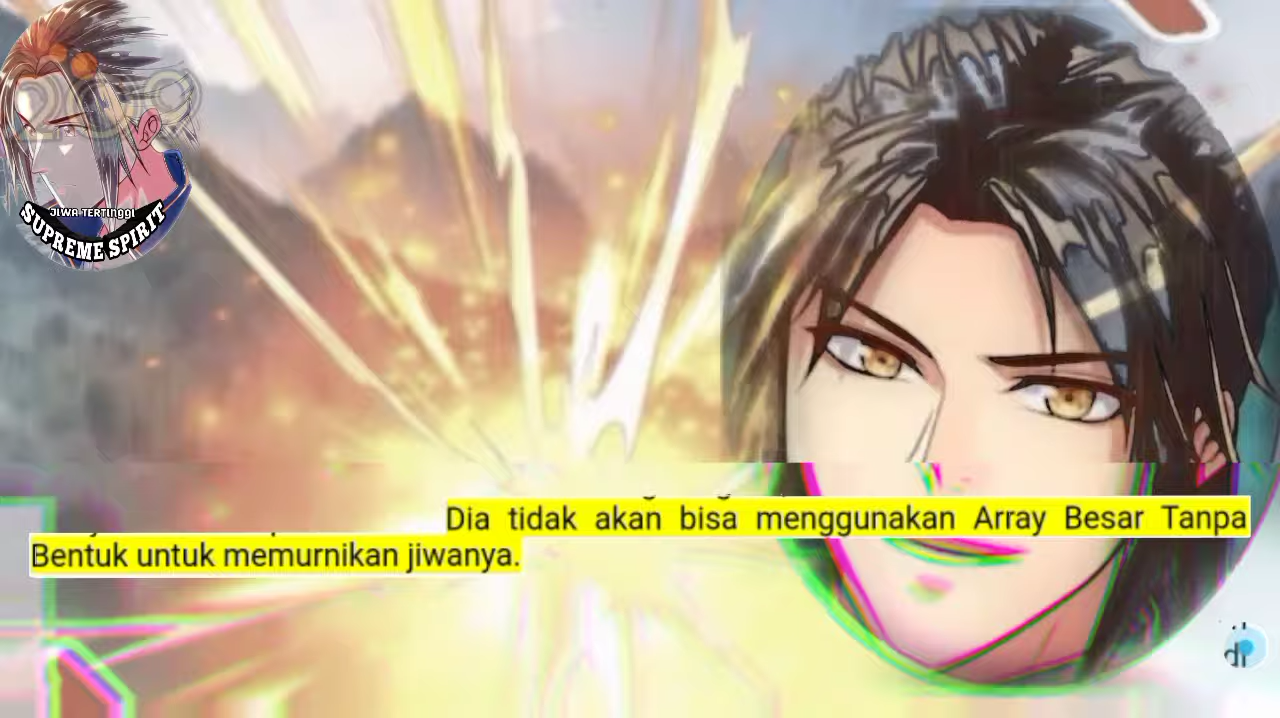 JIWA TERTINGGI
SUPREME SPIRIT
Dia tidak akan bisa menggunakan Array Besar Tanpa
Bentuk untuk memurnikan jiwanya.